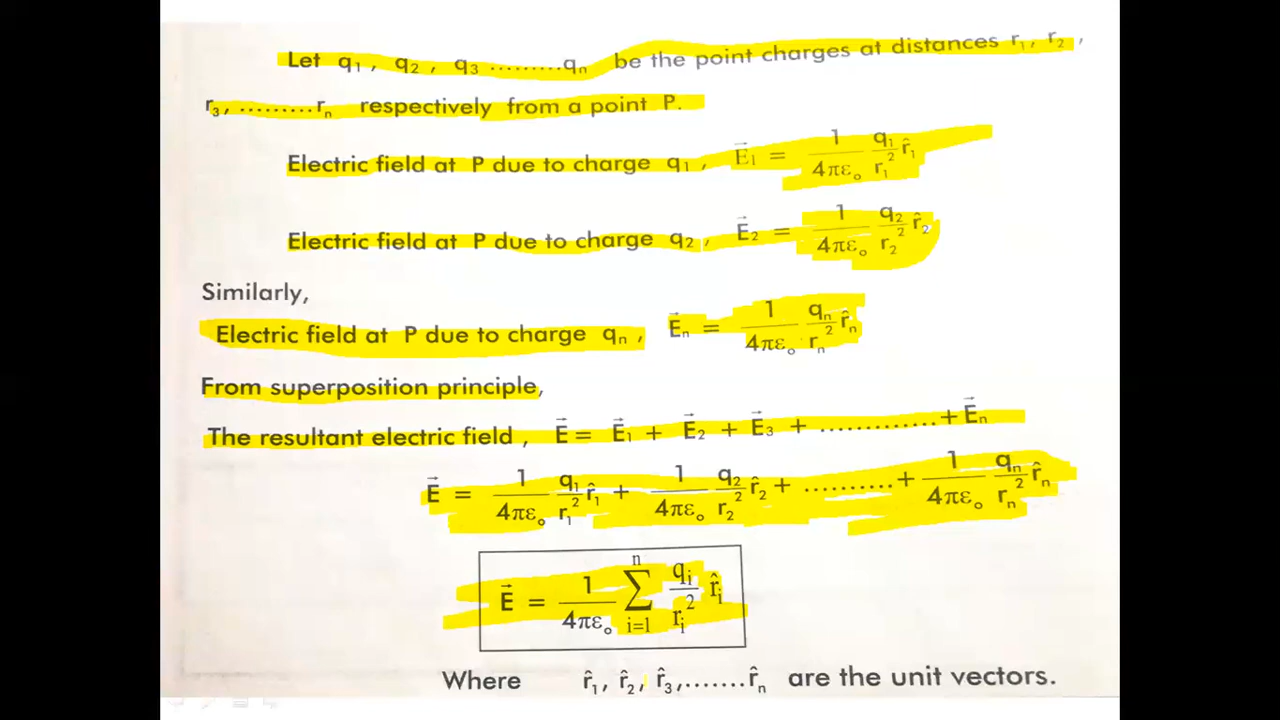 Let q₁ , q₂ , q₃ .........qₙ be the point charges at distances r₁, r₂ ,
r₃, .........rₙ respectively from a point P.
Electric field at P due to charge q₁ , E⃗₁ = 1/4πε₀ q₁/r₁² r̂₁
Electric field at P due to charge q₂ , E⃗₂ = 1/4πε₀ q₂/r₂² r̂₂
Similarly,
Electric field at P due to charge qₙ , E⃗ₙ = 1/4πε₀ qₙ/rₙ² r̂ₙ
From superposition principle,
The resultant electric field , E⃗ = E⃗₁ + E⃗₂ + E⃗₃ + .............+ E⃗ₙ
E⃗ = 1/4πε₀ q₁/r₁² r̂₁ + 1/4πε₀ q₂/r₂² r̂₂ + ..........+ 1/4πε₀ qₙ/rₙ² r̂ₙ
E⃗ = 1/4πε₀ ∑ⁿᵢ₌₁ qᵢ/rᵢ² r̂ᵢ
Where r̂₁, r̂₂, r̂₃,.......r̂ₙ are the unit vectors.